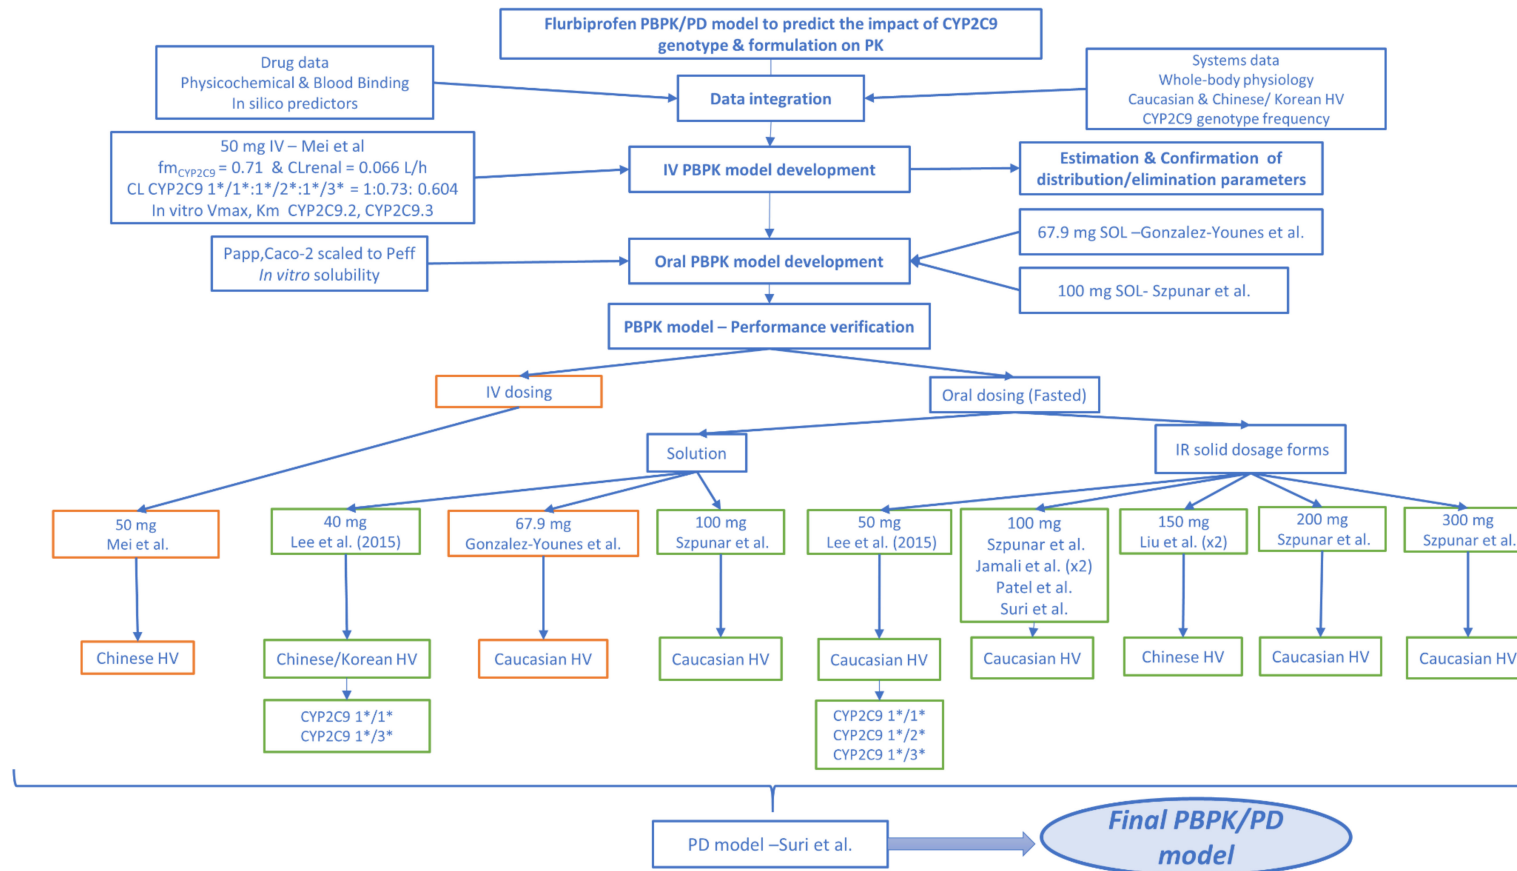 Flurbiprofen PBPK/PD model to predict the impact of CYP2C9
genotype & formulation on PK
Drug data
Physicochemical & Blood Binding
In silico predictors
Data integration
Systems data
Whole-body physiology
Caucasian & Chinese/ Korean HV
CYP2C9 genotype frequency
50 mg IV – Mei et al
fmCYP2C9 = 0.71 & CLrenal = 0.066 L/h
CL CYP2C9 1*/1*:1*/2*:1*/3* = 1:0.73: 0.604
In vitro Vmax, Km CYP2C9.2, CYP2C9.3
IV PBPK model development
Estimation & Confirmation of
distribution/elimination parameters
Papp,Caco-2 scaled to Peff
In vitro solubility
Oral PBPK model development
67.9 mg SOL –Gonzalez-Younes et al.
100 mg SOL- Szpunar et al.
PBPK model – Performance verification
IV dosing
Oral dosing (Fasted)
Solution
IR solid dosage forms
50 mg
Mei et al.
40 mg
Lee et al. (2015)
67.9 mg
Gonzalez-Younes et al.
100 mg
Szpunar et al.
50 mg
Lee et al. (2015)
100 mg
Szpunar et al.
Jamali et al. (x2)
Patel et al.
Suri et al.
150 mg
Liu et al. (x2)
200 mg
Szpunar et al.
300 mg
Szpunar et al.
Chinese HV
Chinese/Korean HV
Caucasian HV
Caucasian HV
Caucasian HV
Caucasian HV
Chinese HV
Caucasian HV
Caucasian HV
CYP2C9 1*/1*
CYP2C9 1*/3*
CYP2C9 1*/1*
CYP2C9 1*/2*
CYP2C9 1*/3*
PD model –Suri et al.
Final PBPK/PD
model